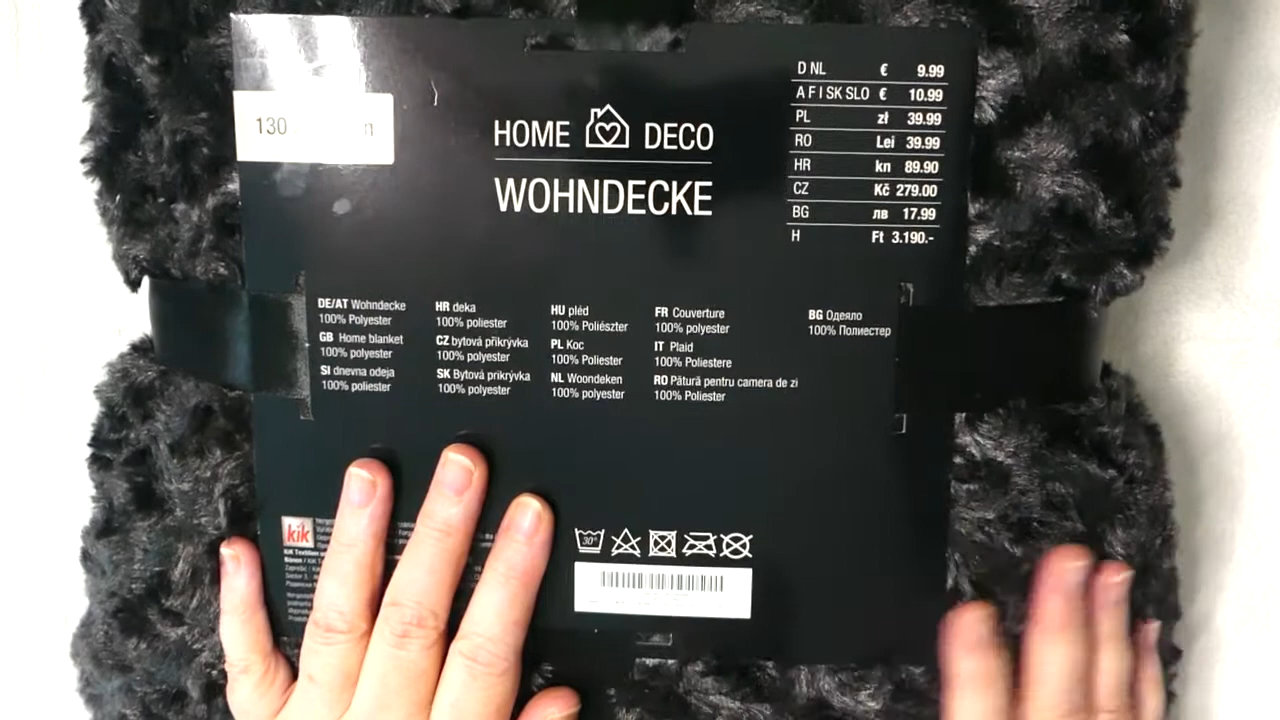 130
HOME DECO
WOHNDECKE
D NL € 9.99
A F I SK SLO € 10.99
PL zł 39.99
RO Lei 39.99
HR kn 89.90
CZ Kč 279.00
BG лв 17.99
H Ft 3.190.-
DE/AT Wohndecke
100% Polyester
GB Home blanket
100% polyester
SI dnevna odeja
100% poliester
HR deka
100% poliester
CZ bytová přikrývka
100% polyester
SK Bytová prikrývka
100% polyester
HU pléd
100% Poliészter
PL Koc
100% Poliester
NL Woondeken
100% polyester
FR Couverture
100% polyester
IT Plaid
100% Poliestere
RO Pătură pentru camera de zi
100% Poliester
BG Одеяло
100% Полиестер
kik
KiK Textilien
30°